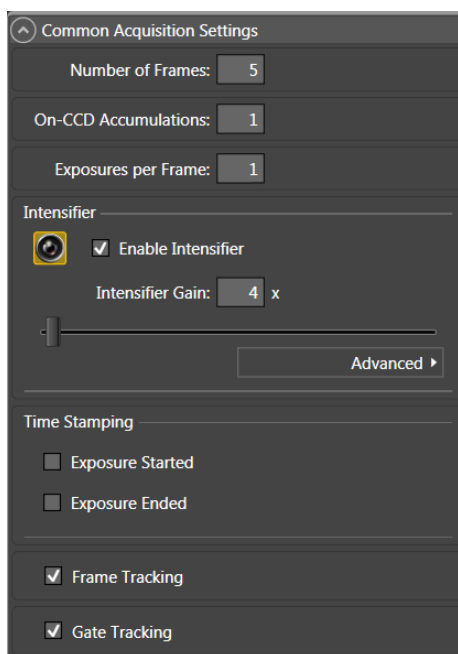 Common Acquisition Settings
Number of Frames: 5
On-CCD Accumulations: 1
Exposures per Frame: 1
Intensifier
Enable Intensifier
Intensifier Gain: 4 x
Advanced
Time Stamping
Exposure Started
Exposure Ended
Frame Tracking
Gate Tracking